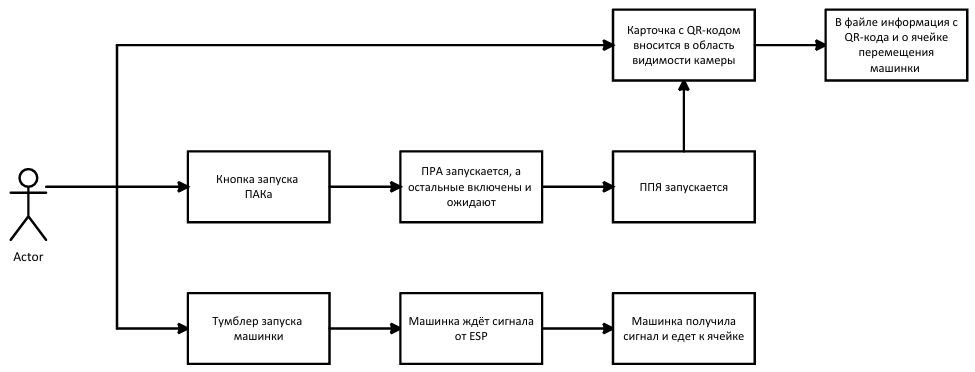 Карточка с QR-кодом
вносится в область
видимости камеры
В файле информация с
QR-кода и о ячейке
перемещения
машинки
Кнопка запуска
ПАКа
ПРА запускается, а
остальные включены и
ожидают
ППЯ запускается
Actor
Тумблер запуска
машинки
Машинка ждёт сигнала
от ESP
Машинка получила
сигнал и едет к ячейке